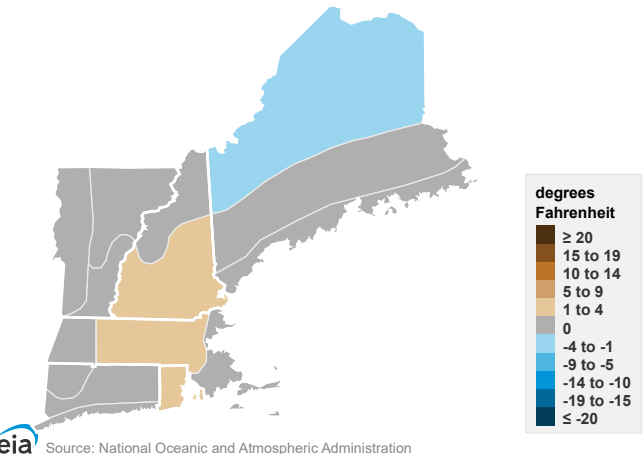 degrees
Fahrenheit
≥ 20
15 to 19
10 to 14
5 to 9
1 to 4
0
-4 to -1
-9 to -5
-14 to -10
-19 to -15
≤ -20
eia Source: National Oceanic and Atmospheric Administration